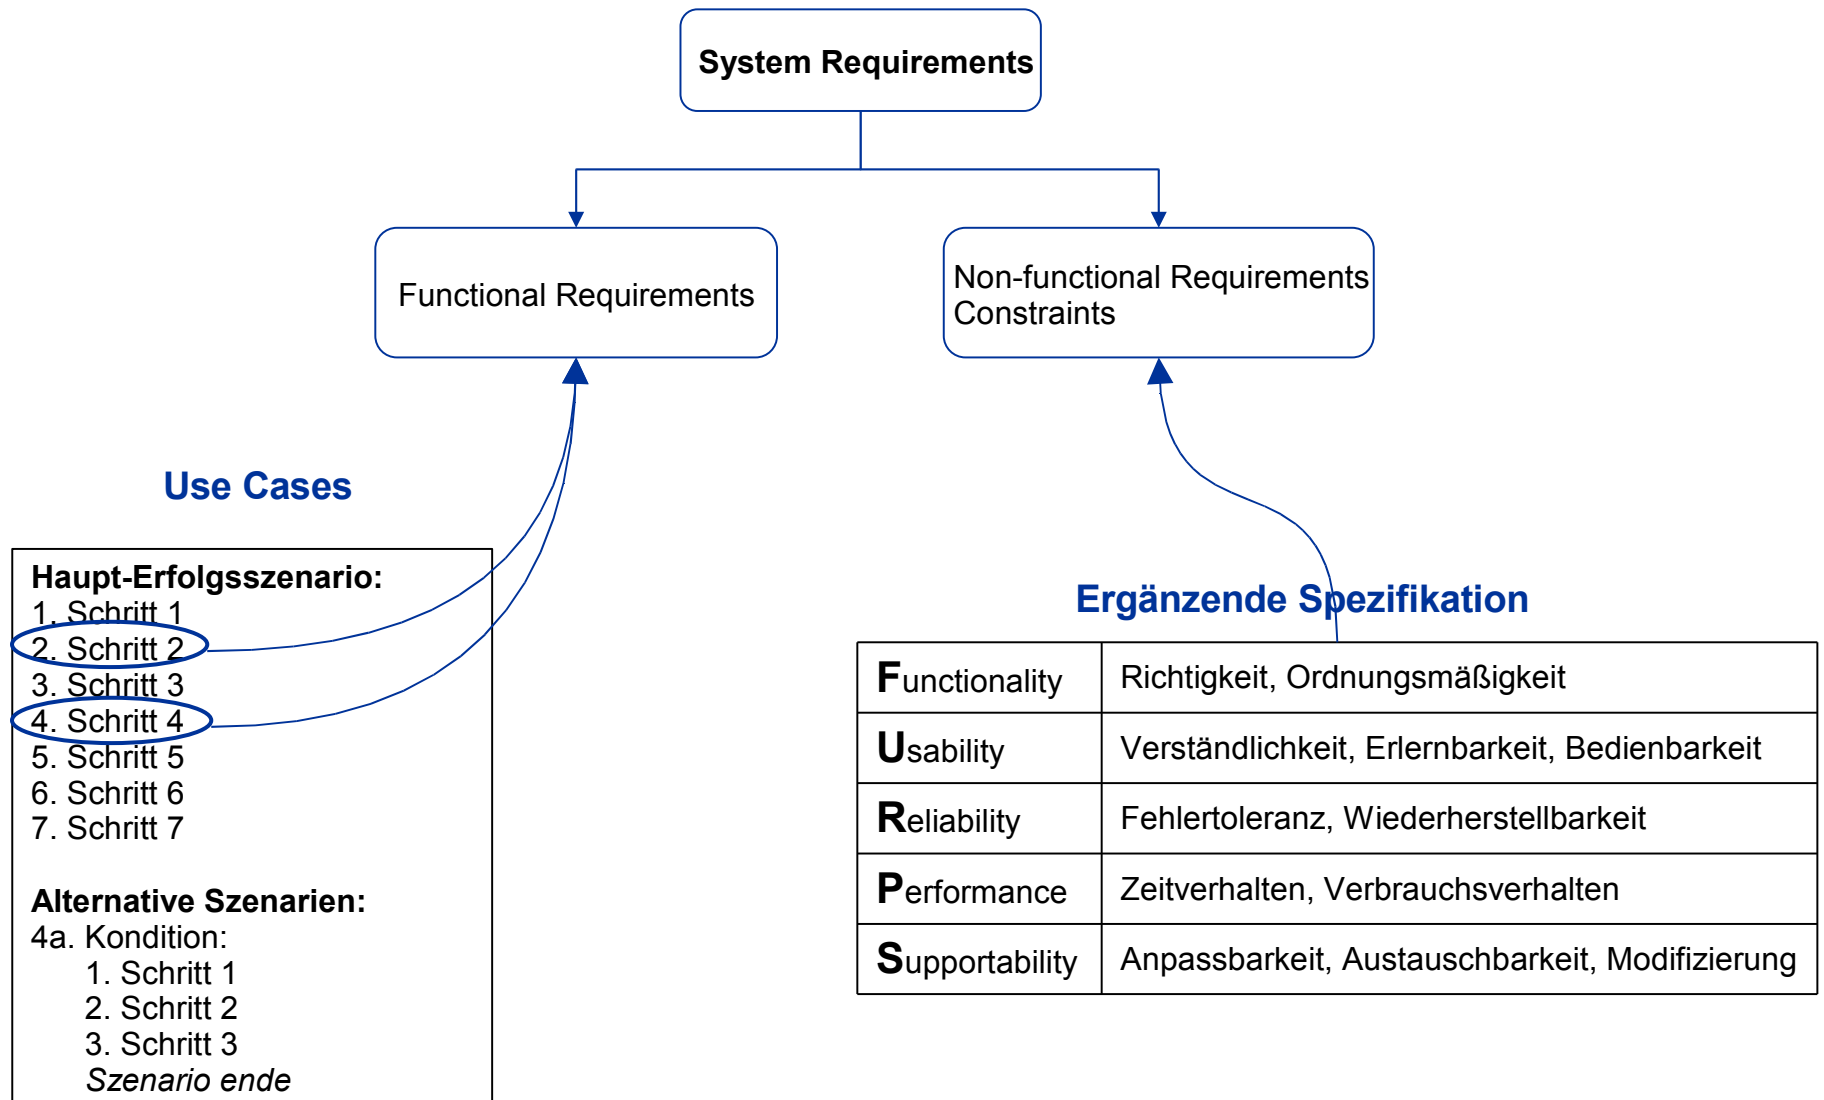 System Requirements
Functional Requirements
Non-functional Requirements
Constraints
Use Cases
Haupt-Erfolgsszenario:
1. Schritt 1
2. Schritt 2
3. Schritt 3
4. Schritt 4
5. Schritt 5
6. Schritt 6
7. Schritt 7
Alternative Szenarien:
4a. Kondition:
1. Schritt 1
2. Schritt 2
3. Schritt 3
Szenario ende
Ergänzende Spezifikation
Functionality Richtigkeit, Ordnungsmäßigkeit
Usability Verständlichkeit, Erlernbarkeit, Bedienbarkeit
Reliability Fehlertoleranz, Wiederherstellbarkeit
Performance Zeitverhalten, Verbrauchsverhalten
Supportability Anpassbarkeit, Austauschbarkeit, Modifizierung